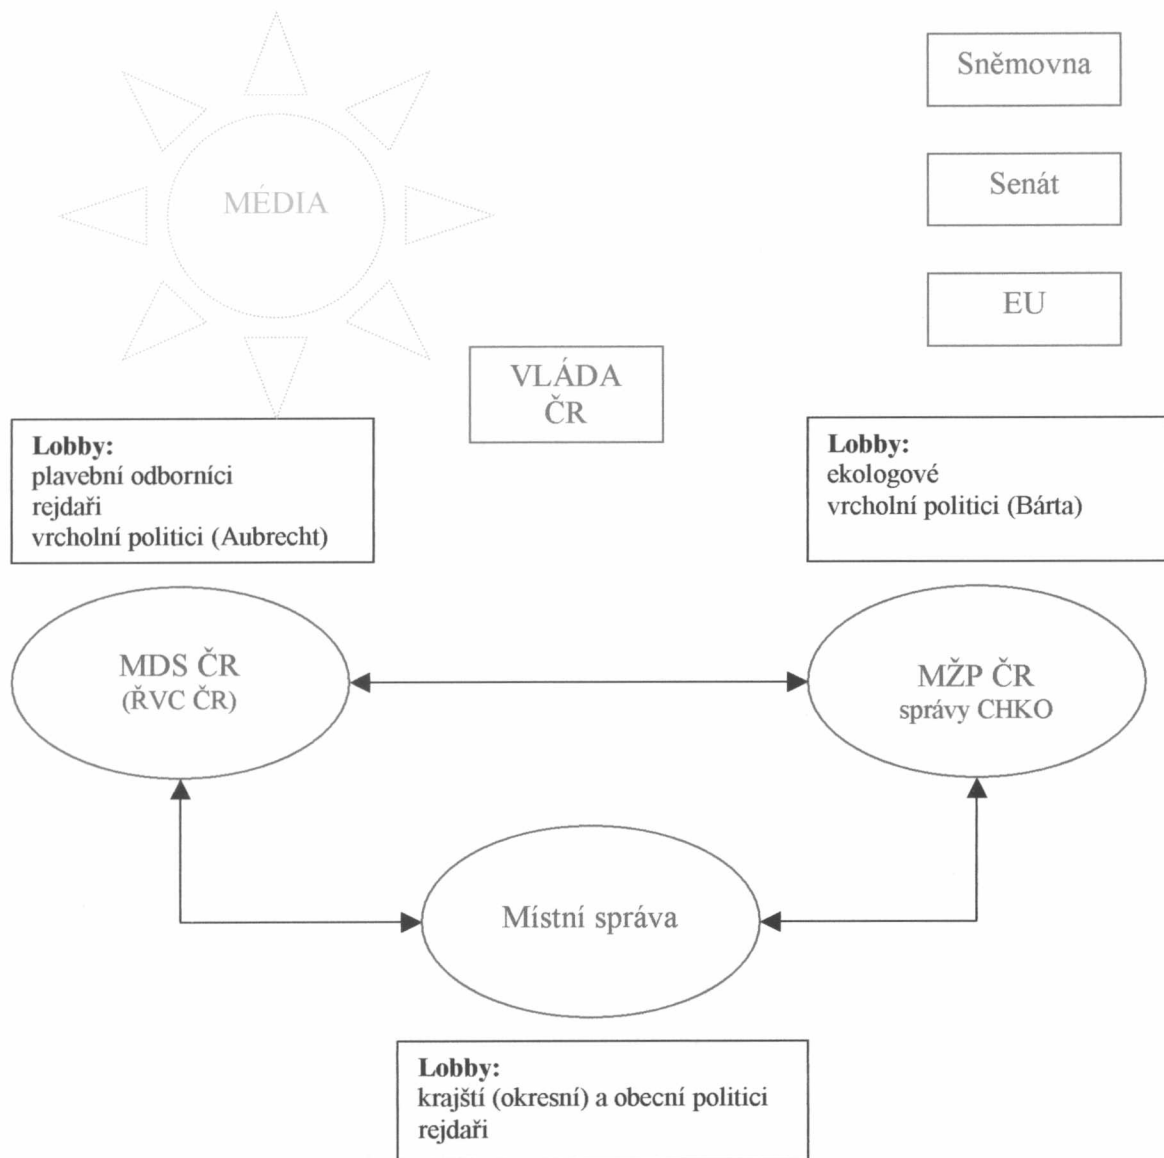 Sněmovna
MÉDIA
Senát
EU
VLÁDA
ČR
Lobby:
plavební odborníci
rejdaři
vrcholní politici (Aubrecht)
Lobby:
ekologové
vrcholní politici (Bárta)
MDS ČR
(ŘVC ČR)
MŽP ČR
správy CHKO
Místní správa
Lobby:
krajští (okresní) a obecní politici
rejdaři